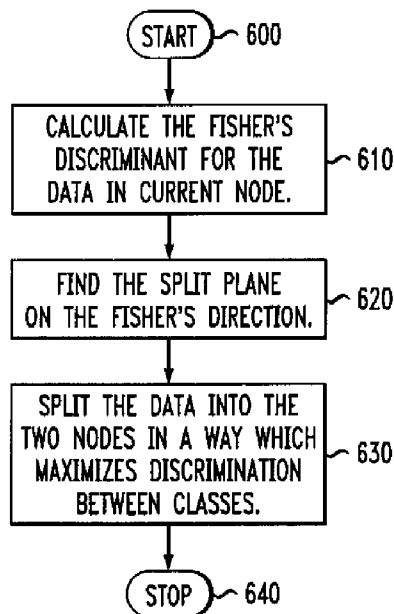 START
600
CALCULATE THE FISHER'S
DISCRIMINANT FOR THE
DATA IN CURRENT NODE.
610
FIND THE SPLIT PLANE
ON THE FISHER'S DIRECTION.
620
SPLIT THE DATA INTO THE
TWO NODES IN A WAY WHICH
MAXIMIZES DISCRIMINATION
BETWEEN CLASSES.
630
STOP
640